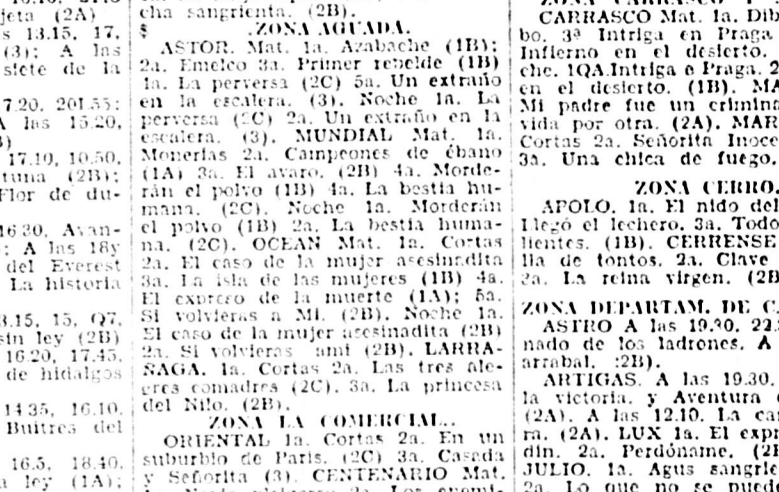 jeta (2A)
s 13.15, 17,
(3); A las
siete de la
7.20, 201.55:
A las 15.20,
17.10, 10.50,
tuna (2B);
Flor de du-
16 30, Avan-
; A las 18y
del Everest
La historia
3.15, 15, Q7,
sin ley (2B)
16.20, 17.45,
de hidalgos
14 35, 16.10.
Buitres del
16.5, 18.40.
a ley (1A);
cha sangrienta. (2B).
§ .ZONA AGUADA.
ASTOR. Mat. 1a. Azabache (1B);
2a. Emelco 3a. Primer rebelde (1B)
1a. La perversa (2C) 5a. Un extraño
en la escalera. (3). Noche 1a. La
perversa (2C) 2a. Un extraño en la
escalera. (3). MUNDIAL Mat. 1a.
Monerías 2a. Campeones de ébano
(1A) 3a. El avaro. (2B) 4a. Morde-
rán el polvo (1B) 4a. La bestia hu-
mana. (2C). Noche 1a. Morderán
el polvo (1B) 2a. La bestia huma-
na. (2C). OCEAN Mat. 1a. Cortas
2a. El caso de la mujer asesinadita
3a. La isla de las mujeres (1B) 4a.
El expreso de la muerte (1A); 5a.
Si volvieras a Mi. (2B). Noche 1a.
El caso de la mujer asesinadita (2B)
2a. Si volvieras ami (2B). LARRA-
ÑAGA. 1a. Cortas 2a. Las tres ale-
gres comadres (2C). 3a. La princesa
del Nilo. (2B).
ZONA LA COMERCIAL..
ORIENTAL 1a. Cortas 2a. En un
suburbio de Paris. (2C) 3a. Casada
y Señorita (3). CENTENARIO Mat.
CARRASCO Mat. 1a. Dib
bo. 3ª Intriga en Praga
Infierno en el desierto.
che. 1QA.Intriga e Praga. 2
en el desierto. (1B). MA
Mi padre fue un crimina
vida por otra. (2A). MAR
Cortas 2a. Señorita Inoce
3a. Una chica de fuego.
ZONA CERRO.
APOLO. 1a. El nido del
Llegó el lechero. 3a. Todo
lientes. (1B). CERRENSE
lla de tontos. 2a. Clave
2a. La reina virgen. (2B
ZONA DEPARTAM. DE C
ASTRO A las 19.30. 22.
nado de los ladrones. A
arrabal. :2B).
ARTIGAS. A las 19.30.
la victoria. y Aventura
(2A). A las 12.10. La ca
ra. (2A). LUX 1a. El expr
din. 2a. Perdóname. (2
JULIO. 1a. Agus sangrie
2a. Lo que no se puede